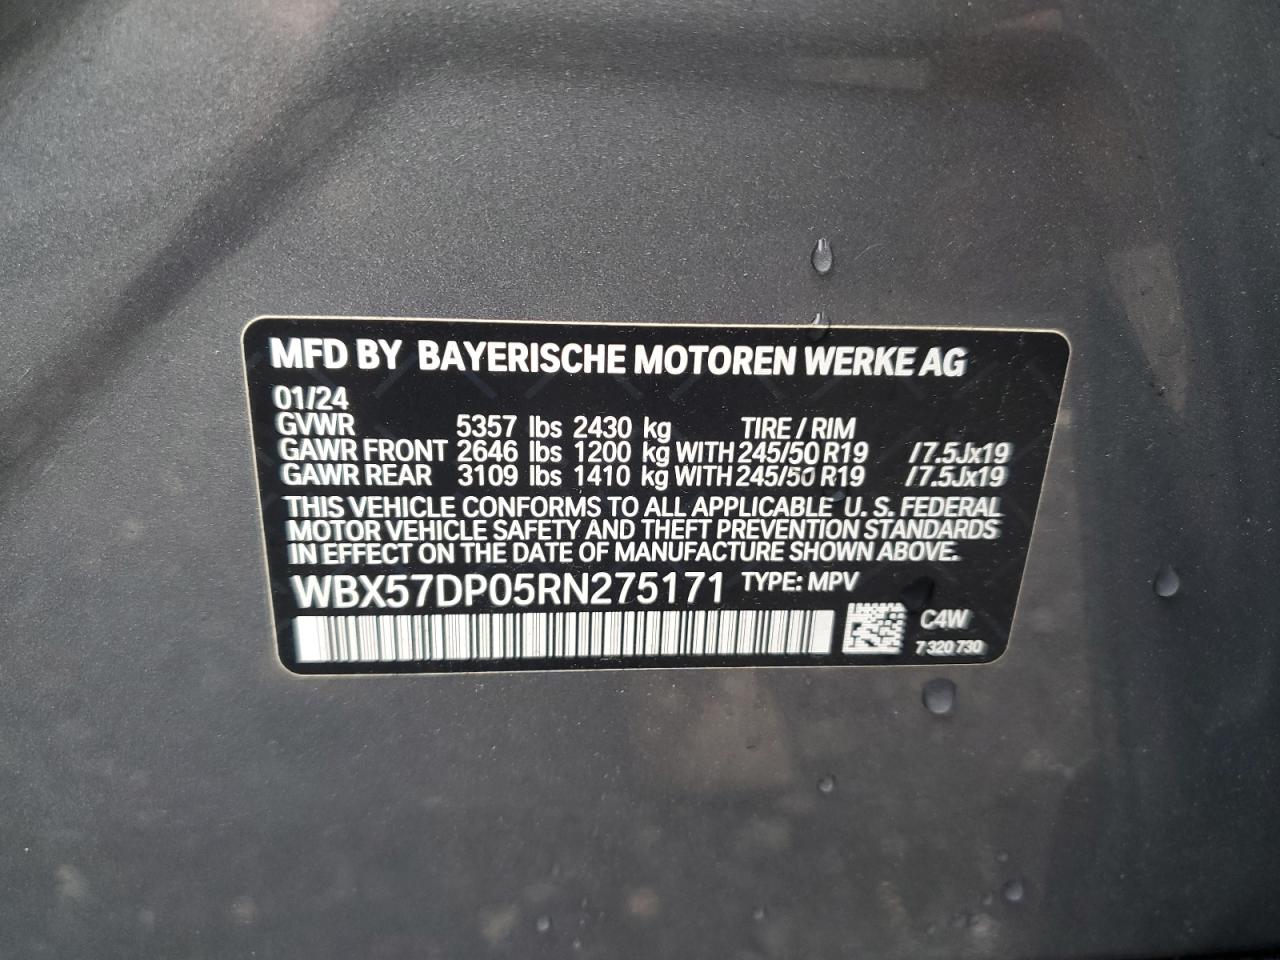 MFD BY BAYERISCHE MOTOREN WERKE AG
01/24
GVWR 5357 lbs 2430 kg TIRE / RIM
GAWR FRONT 2646 lbs 1200 kg WITH 245/50 R19 /7.5Jx19
GAWR REAR 3109 lbs 1410 kg WITH 245/50 R19 /7.5Jx19
THIS VEHICLE CONFORMS TO ALL APPLICABLE U. S. FEDERAL
MOTOR VEHICLE SAFETY AND THEFT PREVENTION STANDARDS
IN EFFECT ON THE DATE OF MANUFACTURE SHOWN ABOVE.
WBX57DP05RN275171 TYPE: MPV
C4W
7 320 730